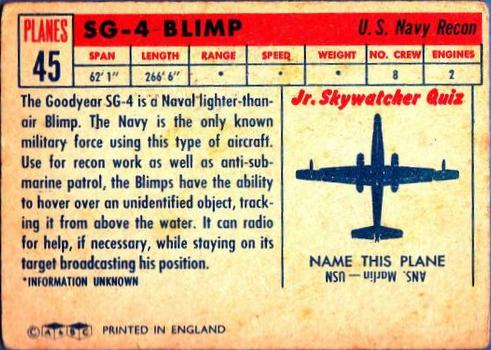 PLANES
45
SG-4 BLIMP
U. S. Navy Recon
SPAN LENGTH RANGE SPEED WEIGHT NO. CREW ENGINES
62' 1" 266' 6" * * * 8 2
The Goodyear SG-4 is a Naval lighter-than-
air Blimp. The Navy is the only known
military force using this type of aircraft.
Use for recon work as well as anti-sub-
marine patrol, the Blimps have the ability
to hover over an unidentified object, track-
ing it from above the water. It can radio
for help, if necessary, while staying on its
target broadcasting his position.
*INFORMATION UNKNOWN
Jr. Skywatcher Quiz
NAME THIS PLANE
ANS. Marlin — USN
© A&BC PRINTED IN ENGLAND